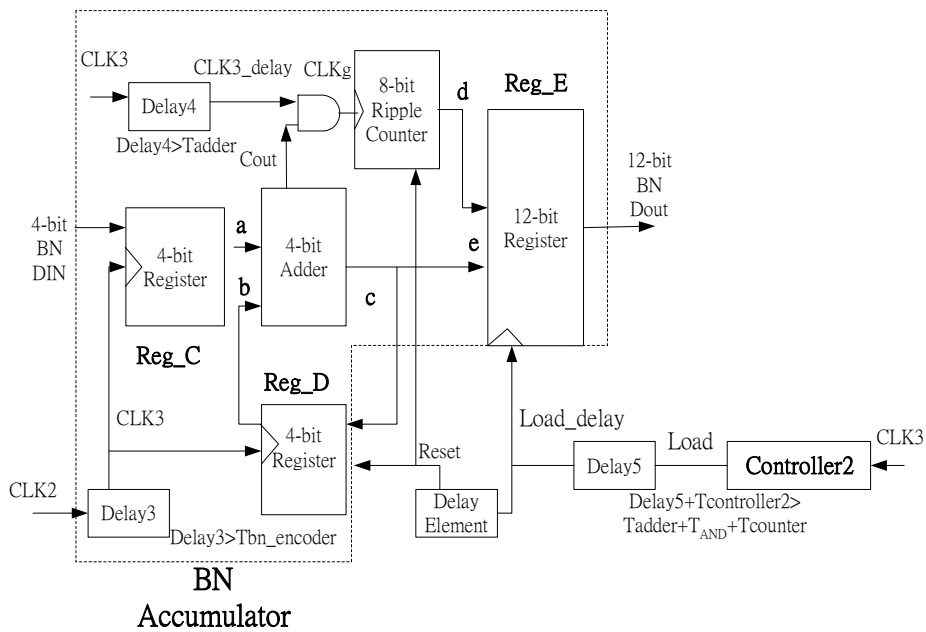 CLK3
CLK3_delay
CLKg
Delay4
Delay4>Tadder
Cout
8-bit
Ripple
Counter
d
Reg_E
12-bit
Register
12-bit
BN
Dout
4-bit
BN
DIN
4-bit
Register
Reg_C
a
b
4-bit
Adder
c
e
Reg_D
4-bit
Register
CLK3
CLK2
Delay3
Delay3>Tbn_encoder
Reset
Delay
Element
Load_delay
Delay5
Load
Controller2
CLK3
Delay5+Tcontroller2>
Tadder+TAND+Tcounter
BN
Accumulator